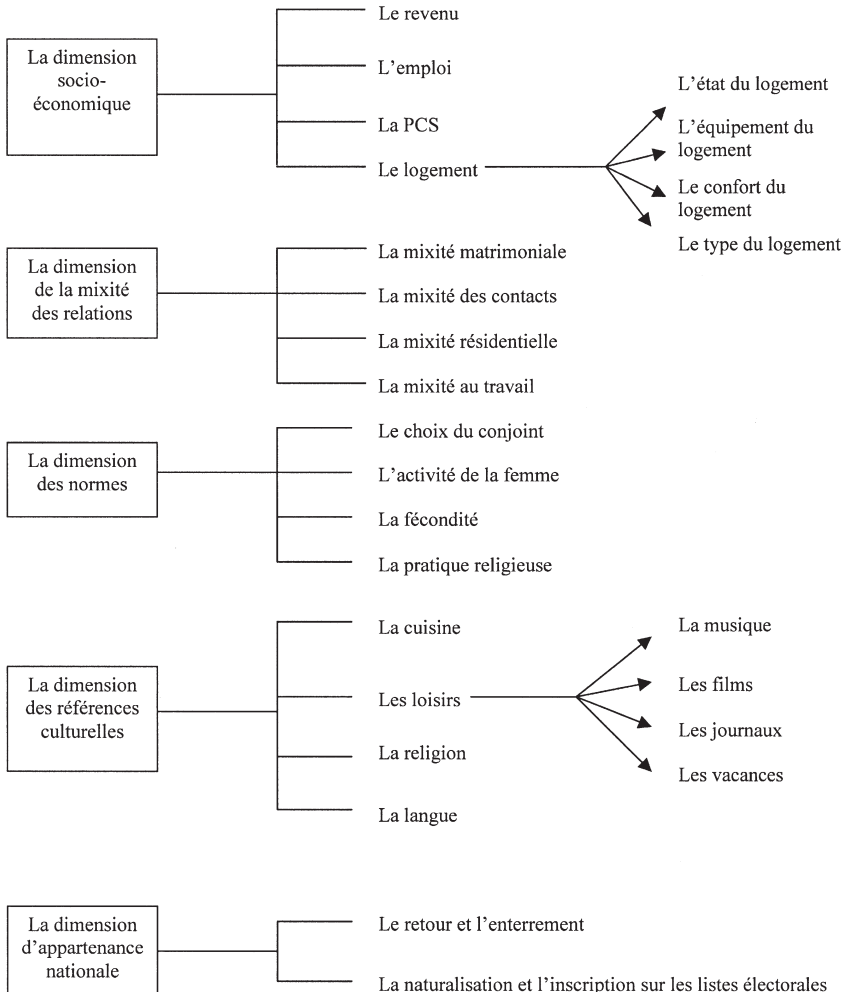 La dimension
socio-
économique
Le revenu
L'emploi
La PCS
Le logement
L'état du logement
L'équipement du
logement
Le confort du
logement
Le type du logement
La dimension
de la mixité
des relations
La mixité matrimoniale
La mixité des contacts
La mixité résidentielle
La mixité au travail
La dimension
des normes
Le choix du conjoint
L'activité de la femme
La fécondité
La pratique religieuse
La dimension
des références
culturelles
La cuisine
Les loisirs
La religion
La langue
La musique
Les films
Les journaux
Les vacances
La dimension
d'appartenance
nationale
Le retour et l'enterrement
La naturalisation et l'inscription sur les listes électorales